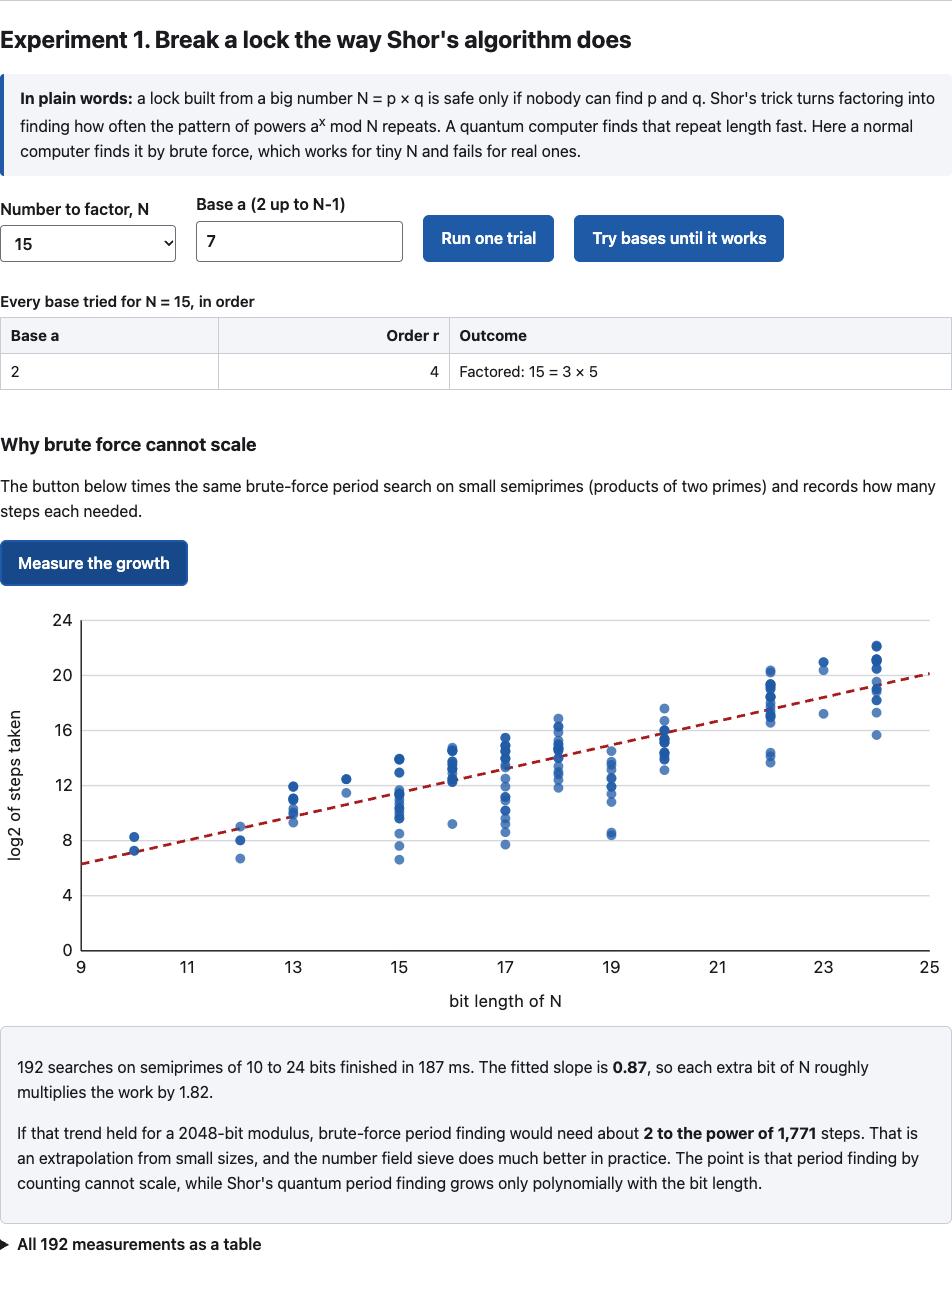 Experiment 1. Break a lock the way Shor's algorithm does
In plain words: a lock built from a big number N = p × q is safe only if nobody can find p and q. Shor's trick turns factoring into
finding how often the pattern of powers aˣ mod N repeats. A quantum computer finds that repeat length fast. Here a normal
computer finds it by brute force, which works for tiny N and fails for real ones.
Number to factor, N
Base a (2 up to N-1)
15
7
Run one trial
Try bases until it works
Every base tried for N = 15, in order
Base a Order r Outcome
2 4 Factored: 15 = 3 × 5
Why brute force cannot scale
The button below times the same brute-force period search on small semiprimes (products of two primes) and records how many
steps each needed.
Measure the growth
24
20
16
12
8
4
0
log2 of steps taken
9 11 13 15 17 19 21 23 25
bit length of N
192 searches on semiprimes of 10 to 24 bits finished in 187 ms. The fitted slope is 0.87, so each extra bit of N roughly
multiplies the work by 1.82.
If that trend held for a 2048-bit modulus, brute-force period finding would need about 2 to the power of 1,771 steps. That is
an extrapolation from small sizes, and the number field sieve does much better in practice. The point is that period finding by
counting cannot scale, while Shor's quantum period finding grows only polynomially with the bit length.
All 192 measurements as a table